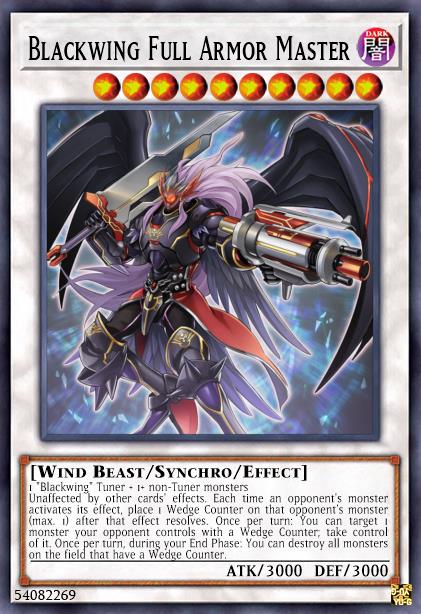 BLACKWING FULL ARMOR MASTER
DARK
闇
[WIND BEAST/SYNCHRO/EFFECT]
1 "Blackwing" Tuner + 1+ non-Tuner monsters
Unaffected by other cards' effects. Each time an opponent's monster
activates its effect, place 1 Wedge Counter on that opponent's monster
(max. 1) after that effect resolves. Once per turn: You can target 1
monster your opponent controls with a Wedge Counter; take control
of it. Once per turn, during your End Phase: You can destroy all monsters
on the field that have a Wedge Counter.
ATK/3000 DEF/3000
54082269